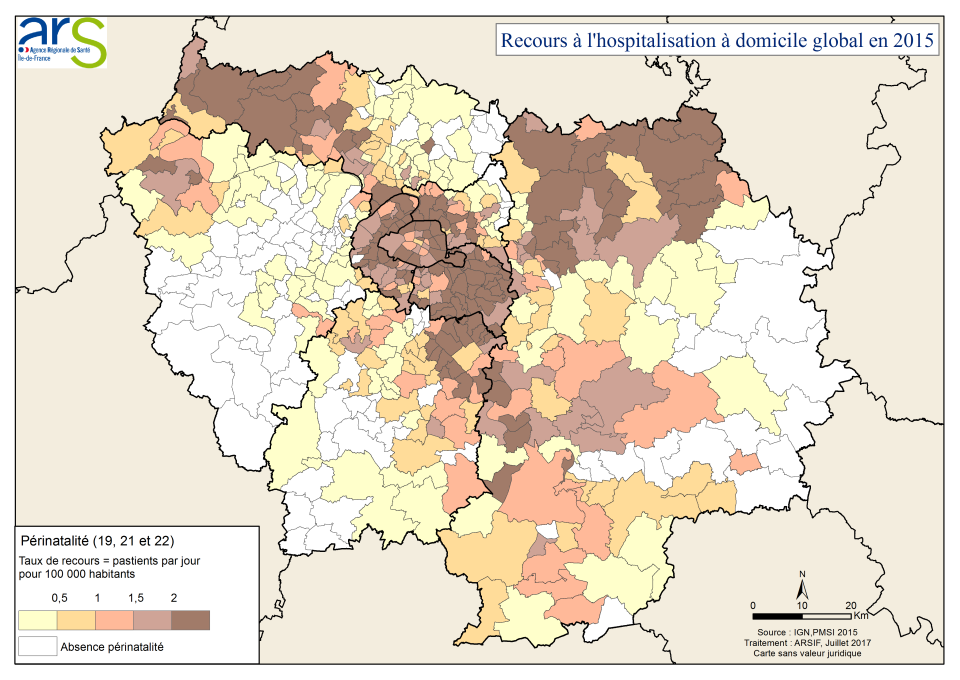 ars
Agence Régionale de Santé
Île-de-France
Recours à l'hospitalisation à domicile global en 2015
Périnatalité (19, 21 et 22)
Taux de recours = pastients par jour
pour 100 000 habitants
0,5 1 1,5 2
Absence périnatalité
N
0 10 20
Km
Source : IGN,PMSI 2015
Traitement : ARSIF, Juillet 2017
Carte sans valeur juridique